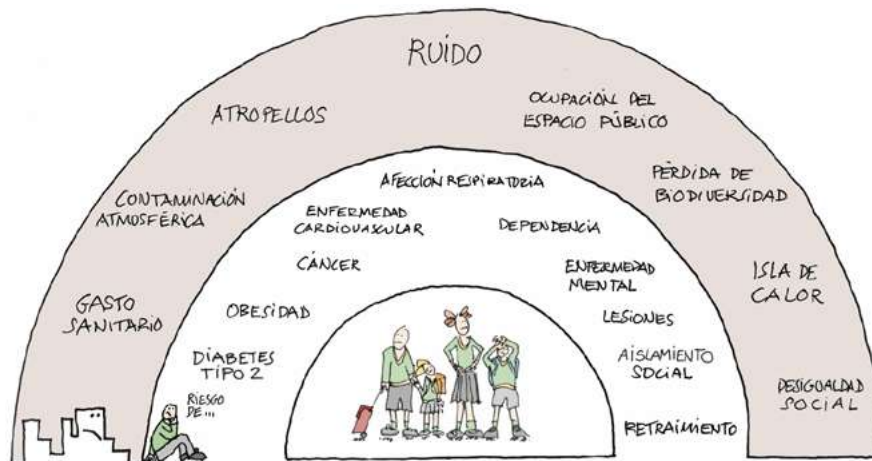 RUÍDO
ATROPELLOS
OCUPACIÓN DEL
ESPACIO PÚBLICO
CONTAMINACIÓN
ATMOSFÉRICA
PÉRDIDA DE
BIODIVERSIDAD
GASTO
SANITARIO
ISLA DE
CALOR
DESIGUALDAD
SOCIAL
AFECCIÓN RESPIRATORIA
ENFERMEDAD
CARDIOVASCULAR
DEPENDENCIA
CÁNCER
ENFERMEDAD
MENTAL
OBESIDAD
LESIONES
DIABETES
TIPO 2
AISLAMIENTO
SOCIAL
RIESGO
DE...
RETRAIMIENTO